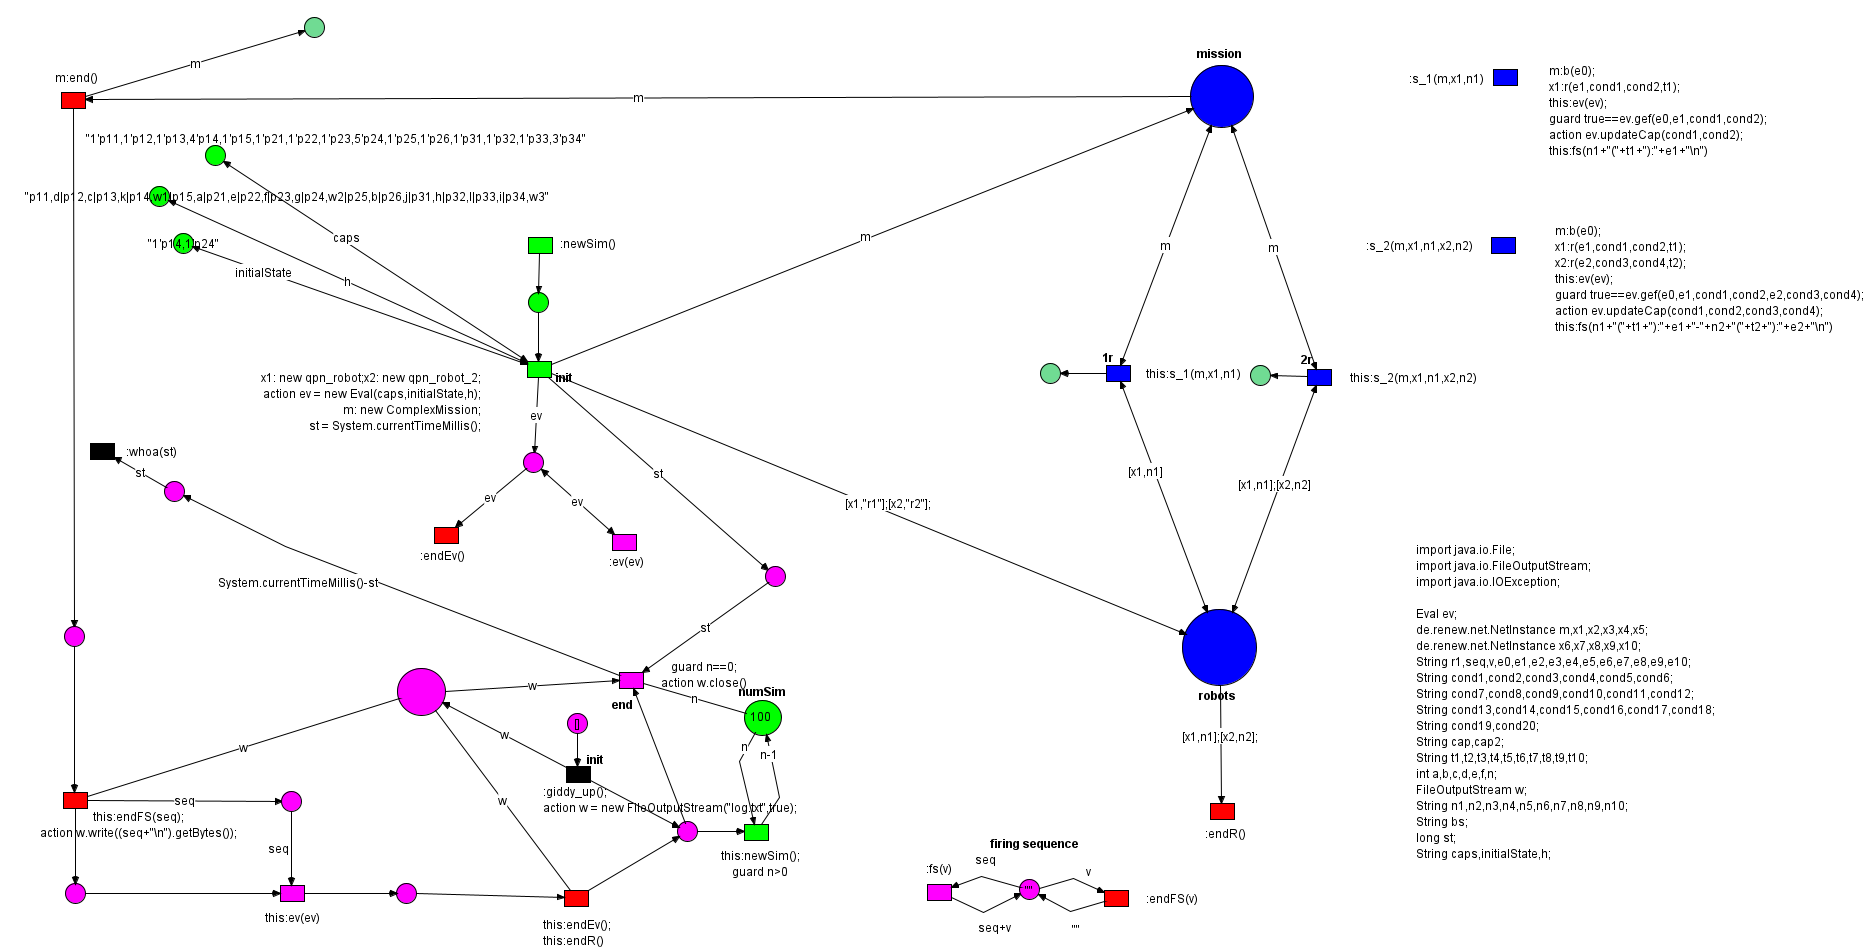 mission
m
m:end()
m
:s_1(m,x1,n1)
m:b(e0);
x1:r(e1,cond1,cond2,t1);
this:ev(ev);
guard true==ev.gef(e0,e1,cond1,cond2);
action ev.updateCap(cond1,cond2);
this:fs(n1+"("+t1+"):"+e1+"\n")
"1'p11,1'p12,1'p13,4'p14,1'p15,1'p21,1'p22,1'p23,5'p24,1'p25,1'p26,1'p31,1'p32,1'p33,3'p34"
"p11,d|p12,c|p13,k|p14,w1|p15,a|p21,e|p22,f|p23,g|p24,w2|p25,b|p26,j|p31,h|p32,l|p33,i|p34,w3"
caps
"1'p14,1'p24"
:newSim()
initialState
h
m
m
m
:s_2(m,x1,n1,x2,n2)
m:b(e0);
x1:r(e1,cond1,cond2,t1);
x2:r(e2,cond3,cond4,t2);
this:ev(ev);
guard true==ev.gef(e0,e1,cond1,cond2,e2,cond3,cond4);
action ev.updateCap(cond1,cond2,cond3,cond4);
this:fs(n1+"("+t1+"):"+e1+"-"+n2+"("+t2+"):"+e2+"\n")
1r
this:s_1(m,x1,n1)
2r
this:s_2(m,x1,n1,x2,n2)
init
x1: new qpn_robot;x2: new qpn_robot_2;
action ev = new Eval(caps,initialState,h);
m: new ComplexMission;
st = System.currentTimeMillis();
ev
:whoa(st)
st
st
[x1,n1]
[x1,n1];[x2,n2]
ev
ev
[x1,"r1"];[x2,"r2"];
:endEv()
:ev(ev)
System.currentTimeMillis()-st
st
import java.io.File;
import java.io.FileOutputStream;
import java.io.IOException;
Eval ev;
de.renew.net.NetInstance m,x1,x2,x3,x4,x5;
de.renew.net.NetInstance x6,x7,x8,x9,x10;
String r1,seq,v,e0,e1,e2,e3,e4,e5,e6,e7,e8,e9,e10;
String cond1,cond2,cond3,cond4,cond5,cond6;
String cond7,cond8,cond9,cond10,cond11,cond12;
String cond13,cond14,cond15,cond16,cond17,cond18;
String cond19,cond20;
String cap,cap2;
String t1,t2,t3,t4,t5,t6,t7,t8,t9,t10;
int a,b,c,d,e,f,n;
FileOutputStream w;
String n1,n2,n3,n4,n5,n6,n7,n8,n9,n10;
String bs;
long st;
String caps,initialState,h;
guard n==0;
action w.close()
w
end
n
numSim
100
robots
[x1,n1];[x2,n2];
:endR()
w
w
[]
init
:giddy_up();
action w = new FileOutputStream("log.txt",true);
n
n-1
w
seq
this:endFS(seq);
action w.write((seq+"\n").getBytes());
seq
this:ev(ev)
this:newSim();
guard n>0
this:endEv();
this:endR()
firing sequence
:fs(v)
seq
""
v
:endFS(v)
seq+v
""